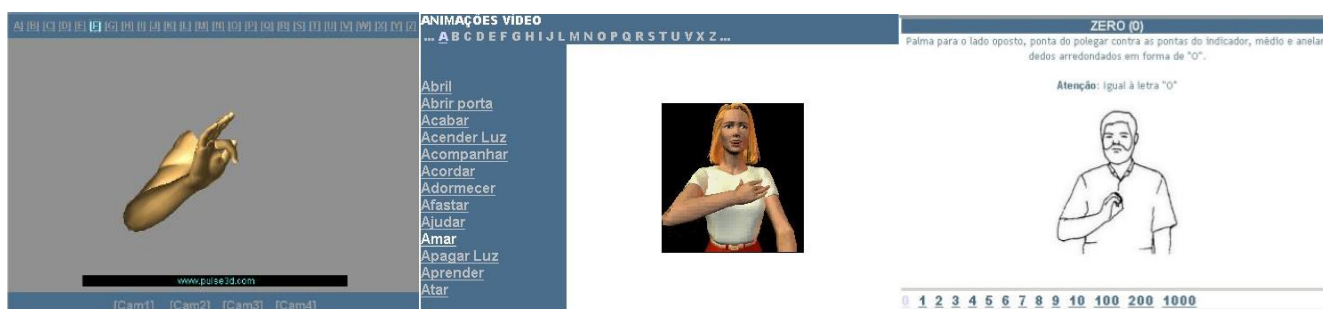 A] [B] [C] [D] [E] [F] [G] [H] [I] [J] [K] [L] [M] [N] [O] [P] [Q] [R] [S] [T] [U] [V] [W] [X] [Y] [Z]
www.pulse3d.com
[Cam1] [Cam2] [Cam3] [Cam4]
ANIMAÇÕES VÍDEO
... A B C D E F G H I J L M N O P Q R S T U V X Z ...
Abril
Abrir porta
Acabar
Acender Luz
Acompanhar
Acordar
Adormecer
Afastar
Ajudar
Amar
Apagar Luz
Aprender
Atar
ZERO (0)
Palma para o lado oposto, ponta do polegar contra as pontas do indicador, médio e anelar
dedos arredondados em forma de "O".
Atenção: Igual à letra "O"
0 1 2 3 4 5 6 7 8 9 10 100 200 1000